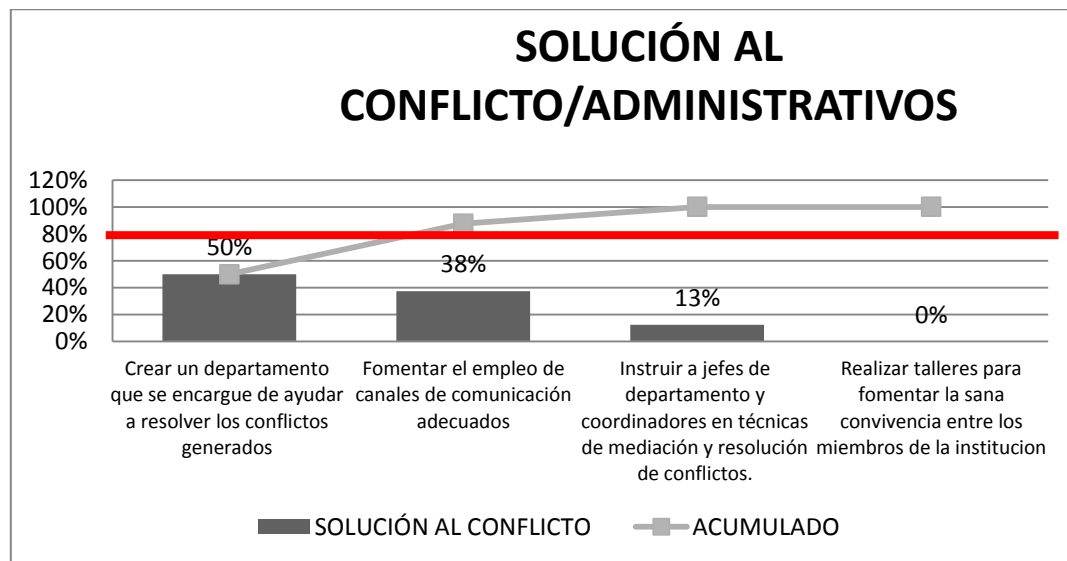 SOLUCIÓN AL
CONFLICTO/ADMINISTRATIVOS
120%
100%
80%
60%
40%
20%
0%
50%
38%
13%
0%
Crear un departamento
que se encargue de ayudar
a resolver los conflictos
generados
Fomentar el empleo de
canales de comunicación
adecuados
Instruir a jefes de
departamento y
coordinadores en técnicas
de mediación y resolución
de conflictos.
Realizar talleres para
fomentar la sana
convivencia entre los
miembros de la institucion
SOLUCIÓN AL CONFLICTO
ACUMULADO